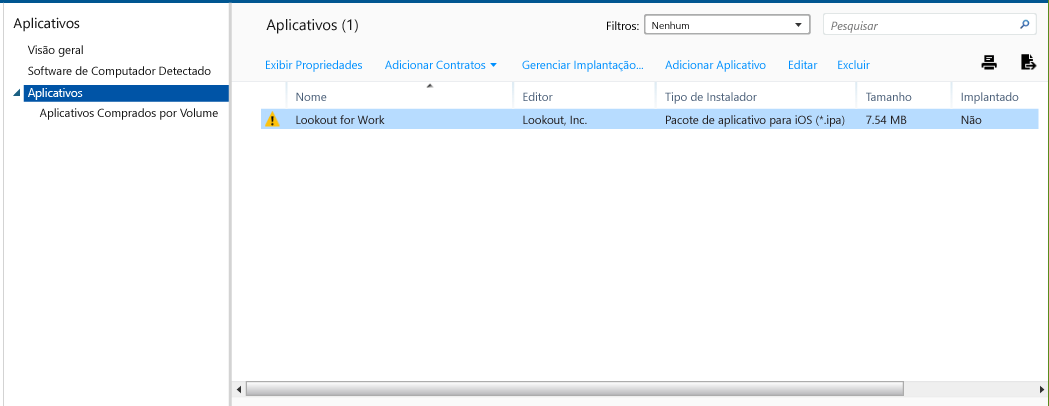 Aplicativos
Visão geral
Software de Computador Detectado
Aplicativos
Aplicativos Comprados por Volume
Aplicativos (1)
Filtros: Nenhum
Pesquisar
Exibir Propriedades Adicionar Contratos Gerenciar Implantação... Adicionar Aplicativo Editar Excluir
Nome Editor Tipo de Instalador Tamanho Implantado
Lookout for Work Lookout, Inc. Pacote de aplicativo para iOS (*.ipa) 7.54 MB Não